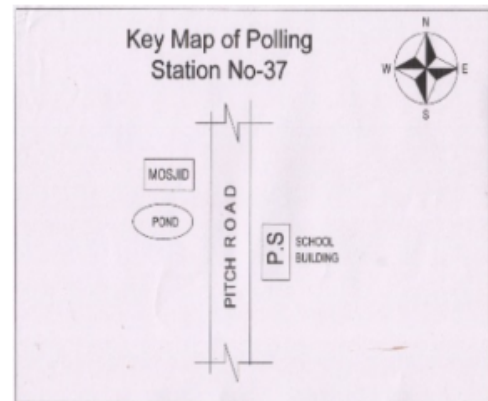 Key Map of Polling
Station No-37
N
W
E
S
MOSJID
POND
PITCH ROAD
P.S
SCHOOL
BUILDING